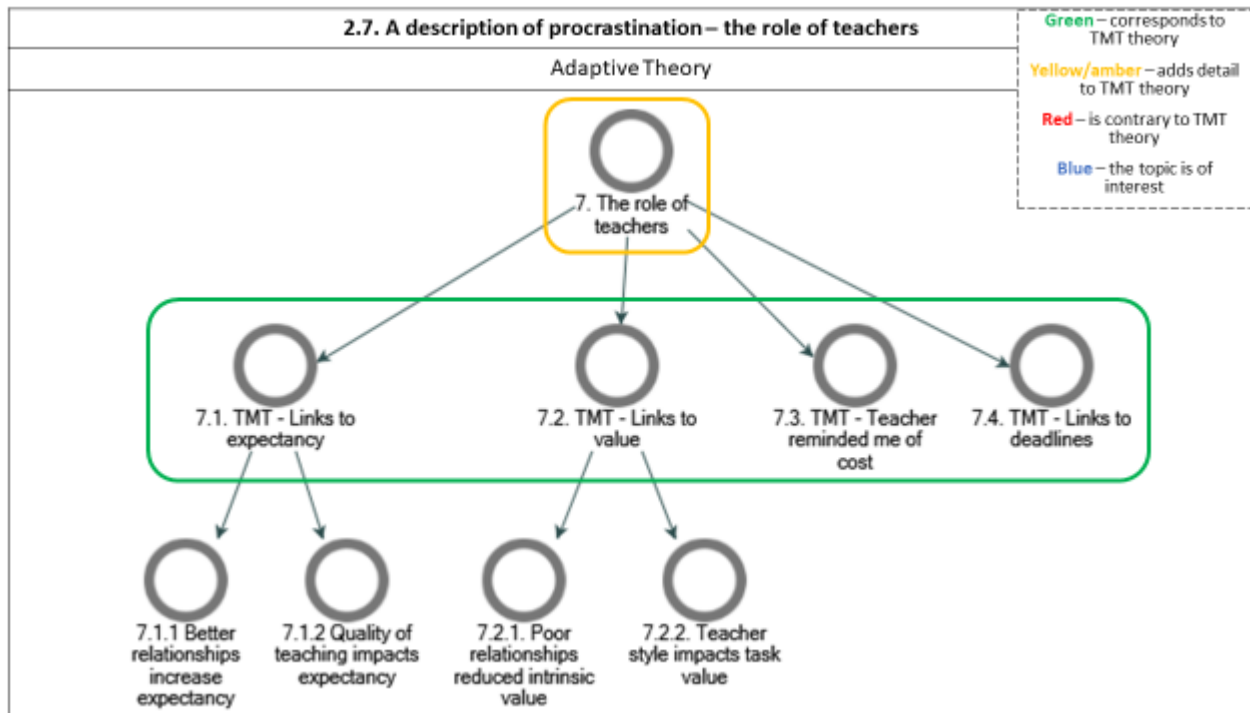 2.7. A description of procrastination – the role of teachers
Adaptive Theory
Green – corresponds to
TMT theory
Yellow/amber – adds detail
to TMT theory
Red – is contrary to TMT
theory
Blue – the topic is of
interest
7. The role of
teachers
7.1. TMT - Links to
expectancy
7.2. TMT - Links to
value
7.3. TMT - Teacher
reminded me of
cost
7.4. TMT - Links to
deadlines
7.1.1 Better
relationships
increase
expectancy
7.1.2 Quality of
teaching impacts
expectancy
7.2.1. Poor
relationships
reduced intrinsic
value
7.2.2. Teacher
style impacts task
value